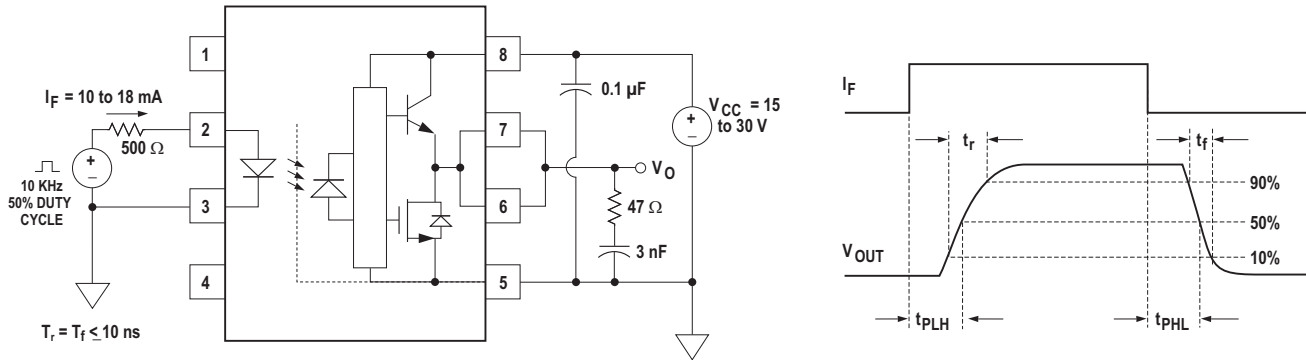 1
8
I_F = 10 to 18 mA
0.1 µF
+
–
V_CC = 15
to 30 V
2
7
500 Ω
+
–
V_O
10 KHz
50% DUTY
CYCLE
3
6
47 Ω
3 nF
4
5
T_r = T_f ≤ 10 ns
I_F
t_r
t_f
90%
50%
V_OUT
10%
t_PLH
t_PHL